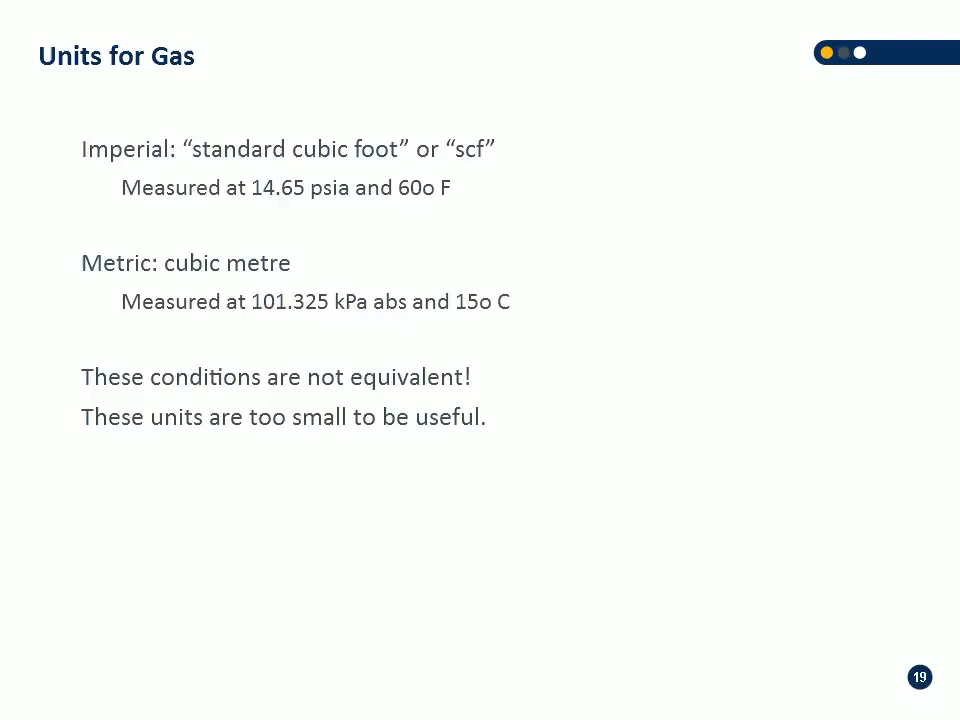 Units for Gas
Imperial: “standard cubic foot” or “scf”
Measured at 14.65 psia and 60o F
Metric: cubic metre
Measured at 101.325 kPa abs and 15o C
These conditions are not equivalent!
These units are too small to be useful.
19